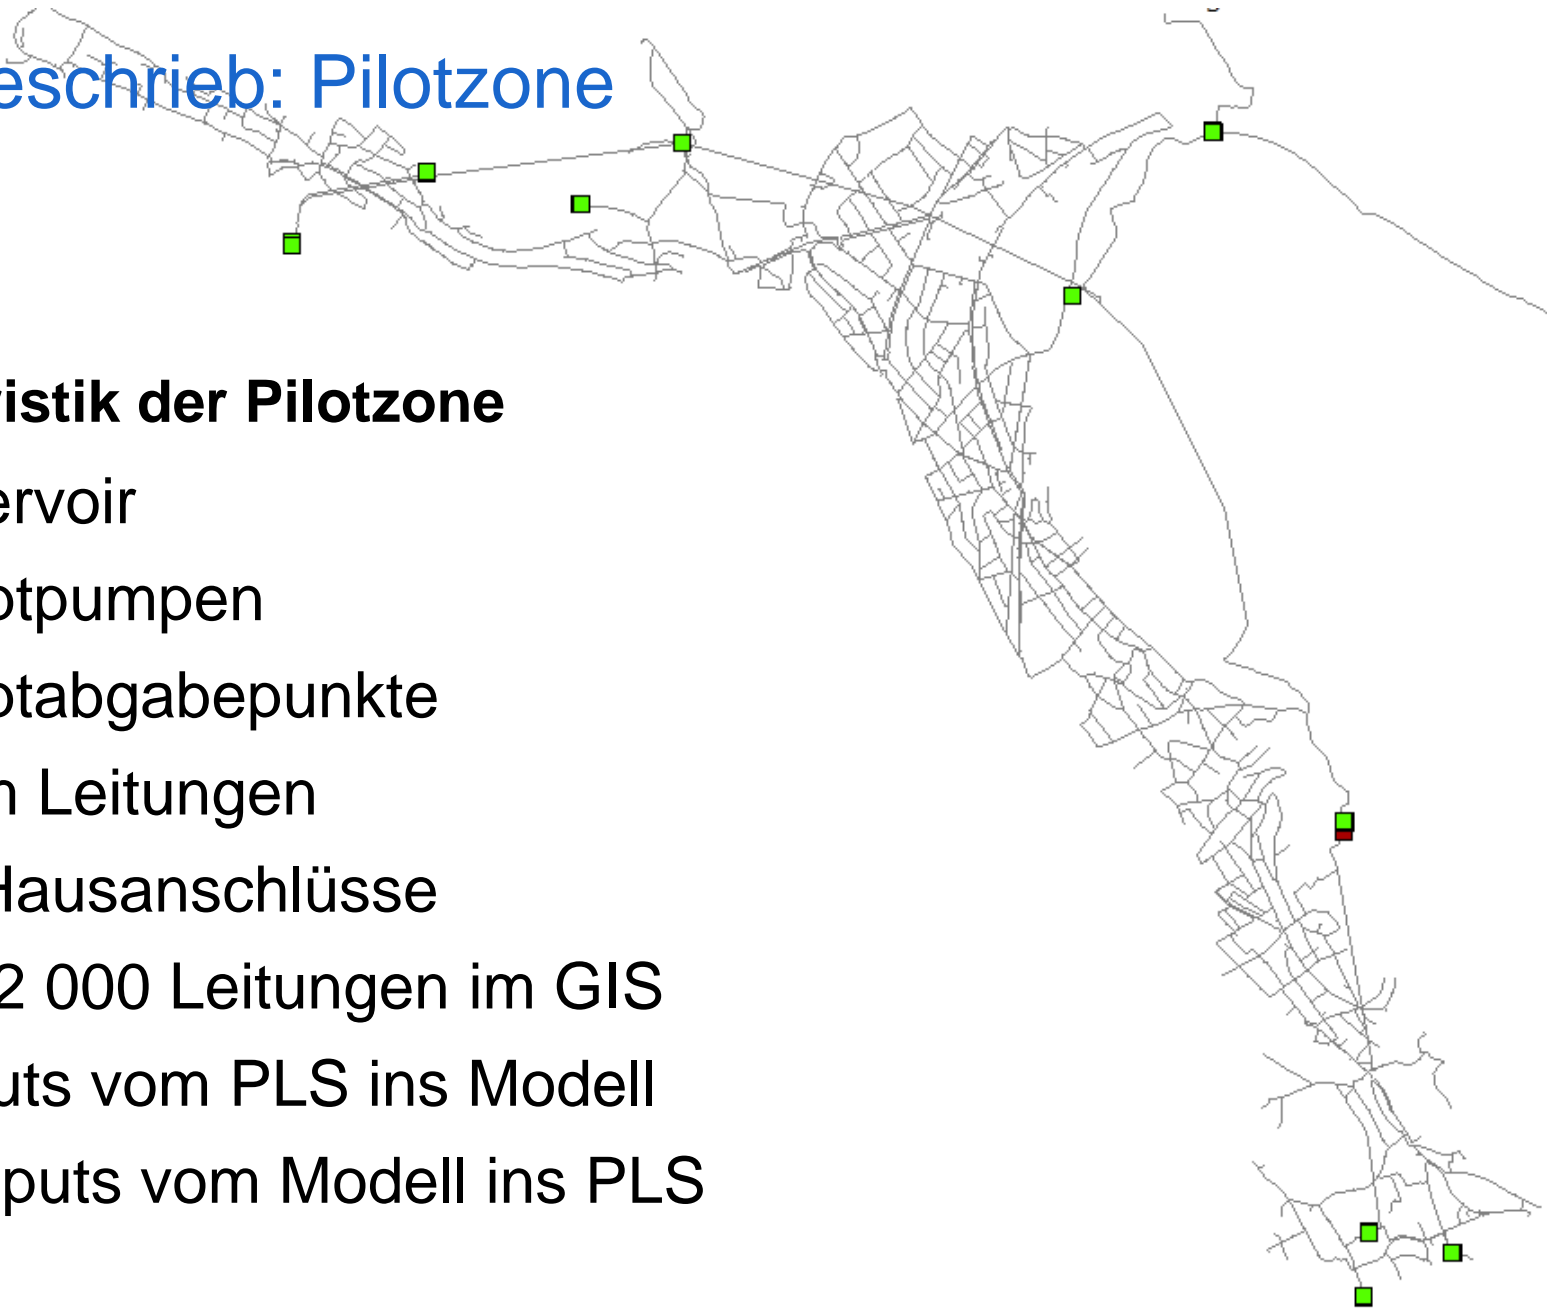 eschrieb: Pilotzone
ristik der Pilotzone
ervoir
otpumpen
otabgabepunkte
n Leitungen
Hausanschlüsse
2 000 Leitungen im GIS
uts vom PLS ins Modell
puts vom Modell ins PLS